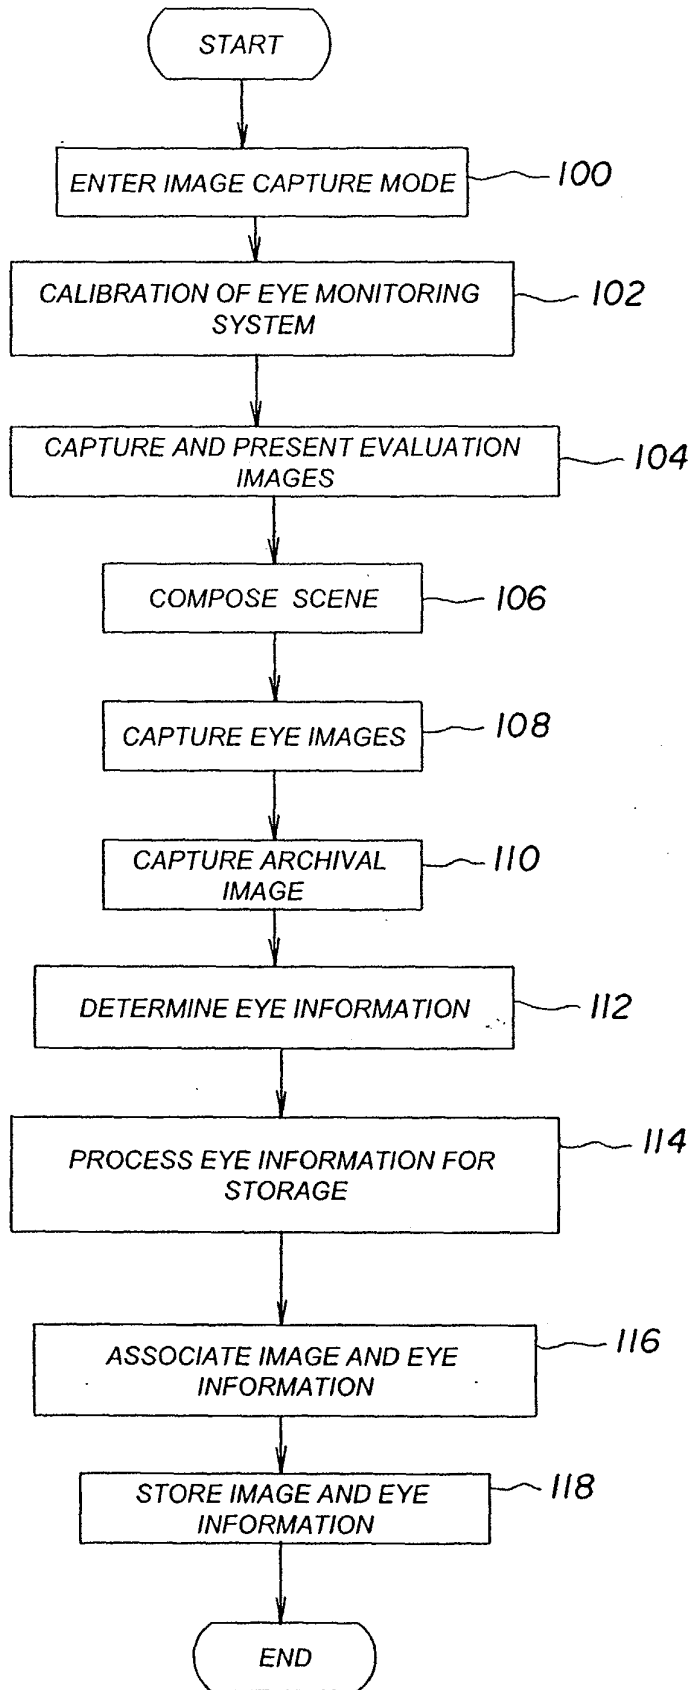 START
ENTER IMAGE CAPTURE MODE
100
CALIBRATION OF EYE MONITORING
SYSTEM
102
CAPTURE AND PRESENT EVALUATION
IMAGES
104
COMPOSE SCENE
106
CAPTURE EYE IMAGES
108
CAPTURE ARCHIVAL
IMAGE
110
DETERMINE EYE INFORMATION
112
PROCESS EYE INFORMATION FOR
STORAGE
114
ASSOCIATE IMAGE AND EYE
INFORMATION
116
STORE IMAGE AND EYE
INFORMATION
118
END